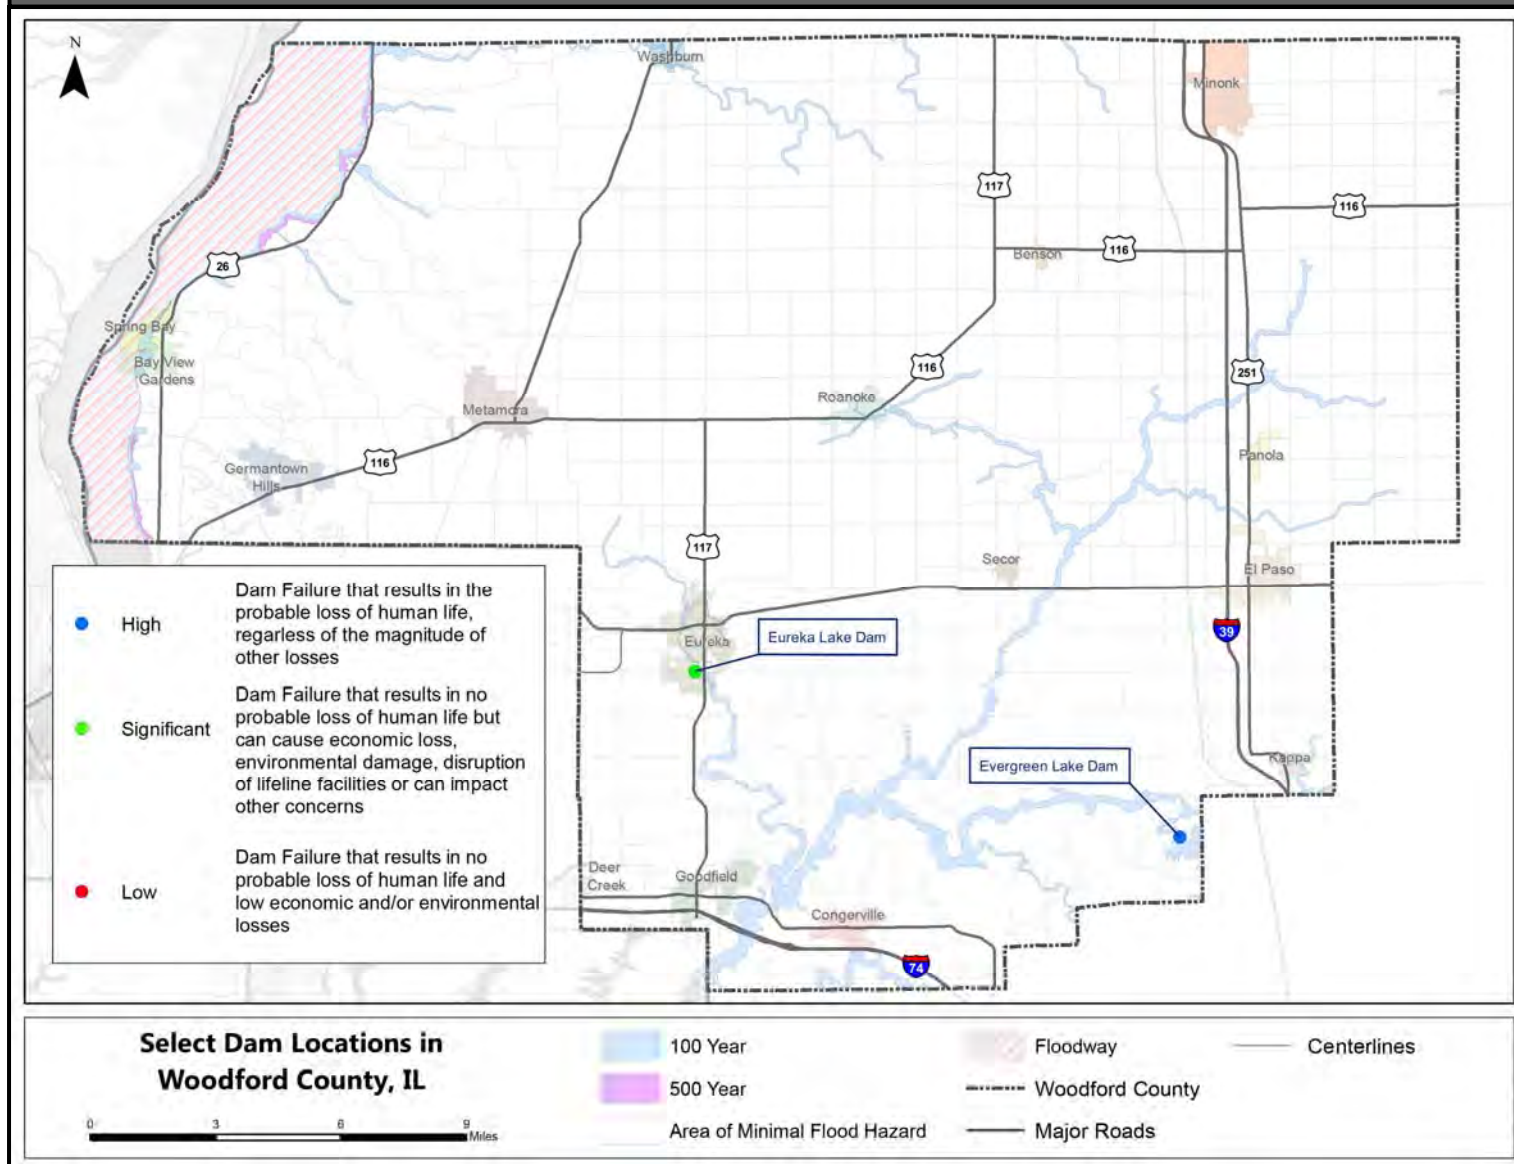 N
Washburn
Minonk
117
116
116
Benson
26
Spring Bay
Bay View
Gardens
116
251
Metamora
Roanoke
116
Germantown
Hills
Panola
117
Secor
El Paso
39
Eureka
Eureka Lake Dam
Evergreen Lake Dam
Kappa
Deer
Creek
Goodfield
Congerville
74
High
Dam Failure that results in the
probable loss of human life,
regarless of the magnitude of
other losses
Significant
Dam Failure that results in no
probable loss of human life but
can cause economic loss,
environmental damage, disruption
of lifeline facilities or can impact
other concerns
Low
Dam Failure that results in no
probable loss of human life and
low economic and/or environmental
losses
Select Dam Locations in
Woodford County, IL
0 3 6 9
Miles
100 Year
500 Year
Area of Minimal Flood Hazard
Floodway
Woodford County
Major Roads
Centerlines